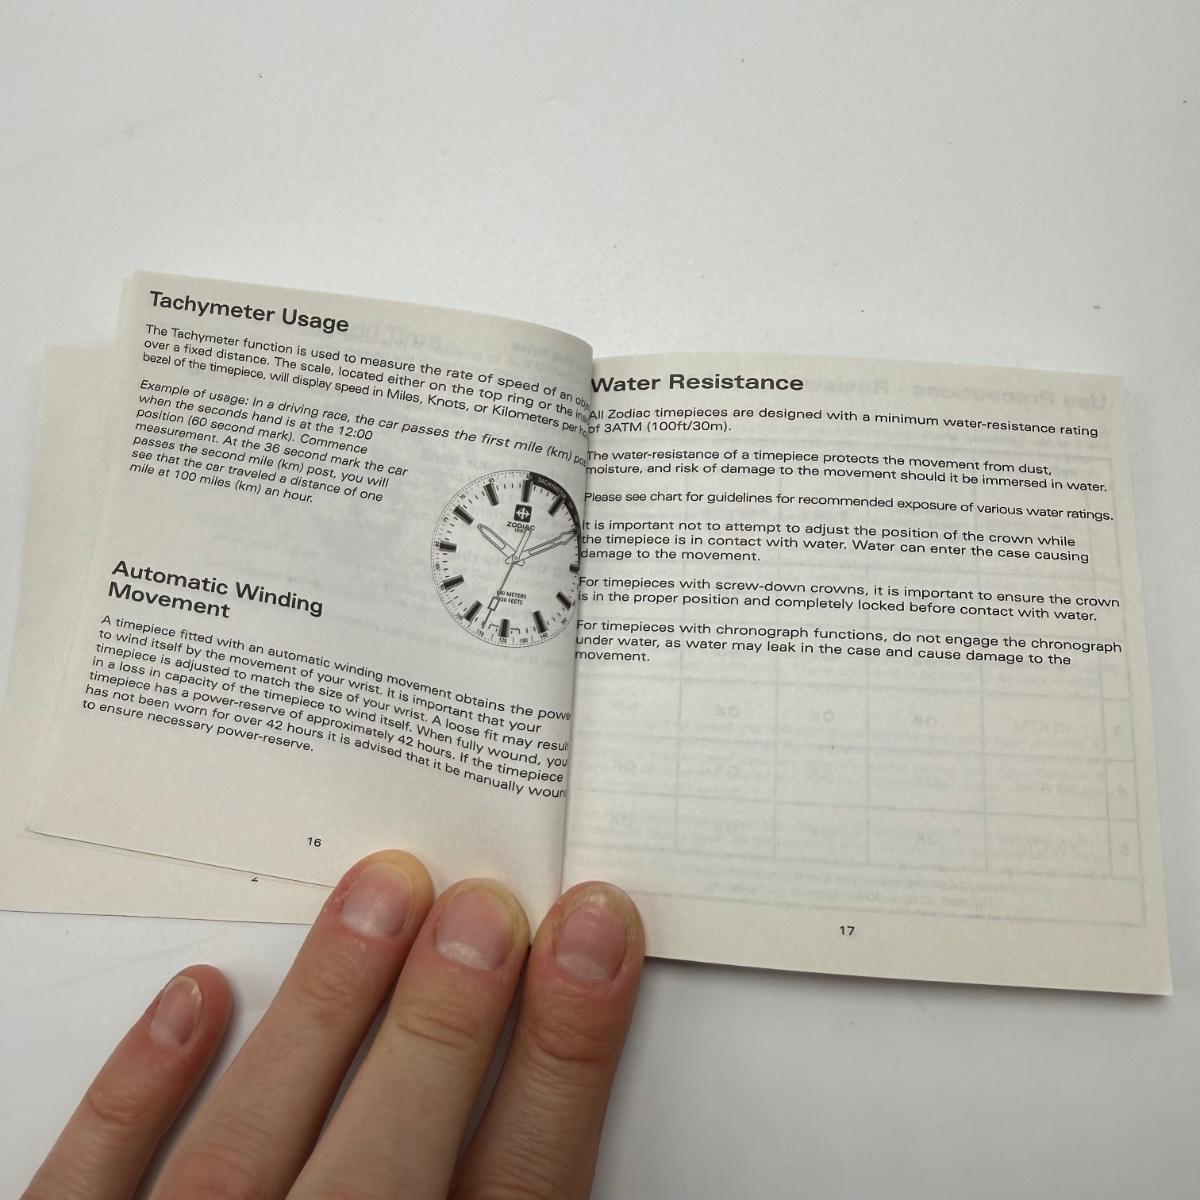 Tachymeter Usage
The Tachymeter function is used to measure the rate of speed of an
over a fixed distance. The scale, located either on the top ring or the
bezel of the timepiece, will display speed in Miles, Knots, or Kilometers per
Example of usage: In a driving race, the car passes the first mile (km)
when the seconds hand is at the 12:00
position (60 second mark). Commence
measurement. At the 36 second mark the car
passes the second mile (km) post, you will
see that the car traveled a distance of one
mile at 100 miles (km) an hour.
TACHYMETER
ZODIAC
METERS
FEETS
Automatic Winding
Movement
A timepiece fitted with an automatic winding movement obtains the
to wind itself by the movement of your wrist. It is important that your
timepiece is adjusted to match the size of your wrist. A loose fit may
in a loss in capacity of the timepiece to wind itself. When fully wound,
timepiece has a power-reserve of approximately 42 hours. If the timepiece
has not been worn for over 42 hours it is advised that it be manually
to ensure necessary power-reserve.
16
Water Resistance
All Zodiac timepieces are designed with a minimum water-resistance rating
of 3ATM (100ft/30m).
The water-resistance of a timepiece protects the movement from dust,
moisture, and risk of damage to the movement should it be immersed in water.
Please see chart for guidelines for recommended exposure of various water ratings.
It is important not to attempt to adjust the position of the crown while
the timepiece is in contact with water. Water can enter the case causing
damage to the movement.
For timepieces with screw-down crowns, it is important to ensure the crown
is in the proper position and completely locked before contact with water.
For timepieces with chronograph functions, do not engage the chronograph
under water, as water may leak in the case and cause damage to the
movement.
17